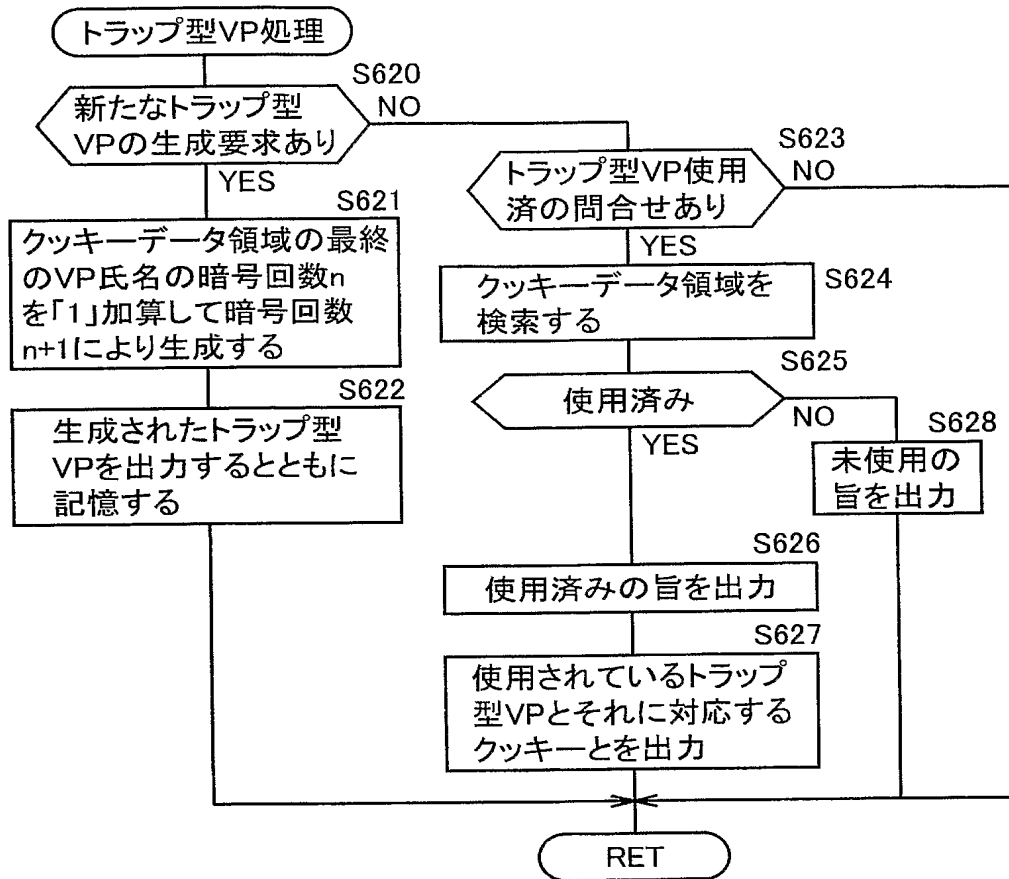 トラップ型VP処理
S620
新たなトラップ型
VPの生成要求あり
NO
YES
S621
クッキーデータ領域の最終
のVP氏名の暗号回数n
を「1」加算して暗号回数
n+1により生成する
S622
生成されたトラップ型
VPを出力するとともに
記憶する
S623
トラップ型VP使用
済の問合せあり
NO
YES
S624
クッキーデータ領域を
検索する
S625
使用済み
NO
YES
S628
未使用の
旨を出力
S626
使用済みの旨を出力
S627
使用されているトラップ
型VPとそれに対応する
クッキーとを出力
RET